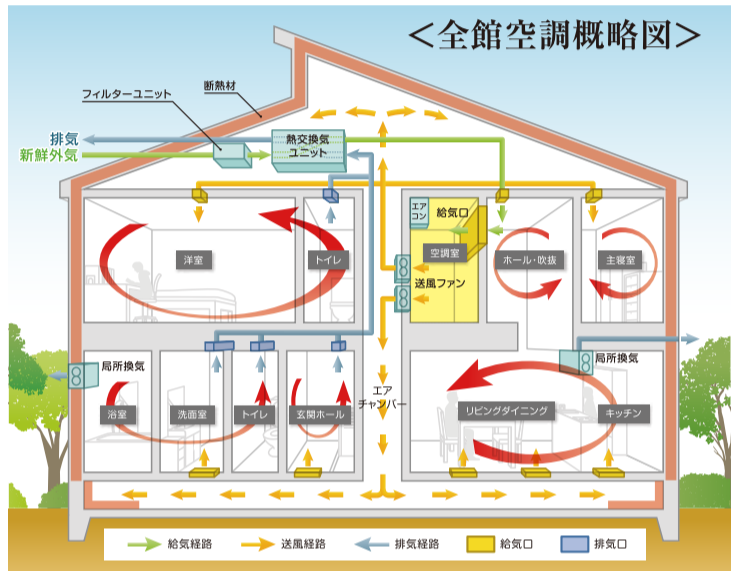 <全館空調概略図>
断熱材
フィルターユニット
排気
新鮮外気
熱交換気
ユニット
エア
コン
給気口
洋室
トイレ
空調室
ホール・吹抜
主寝室
送風ファン
局所換気
局所換気
浴室
洗面室
トイレ
玄関ホール
エア
チャンバー
リビングダイニング
キッチン
給気経路
送風経路
排気経路
給気口
排気口